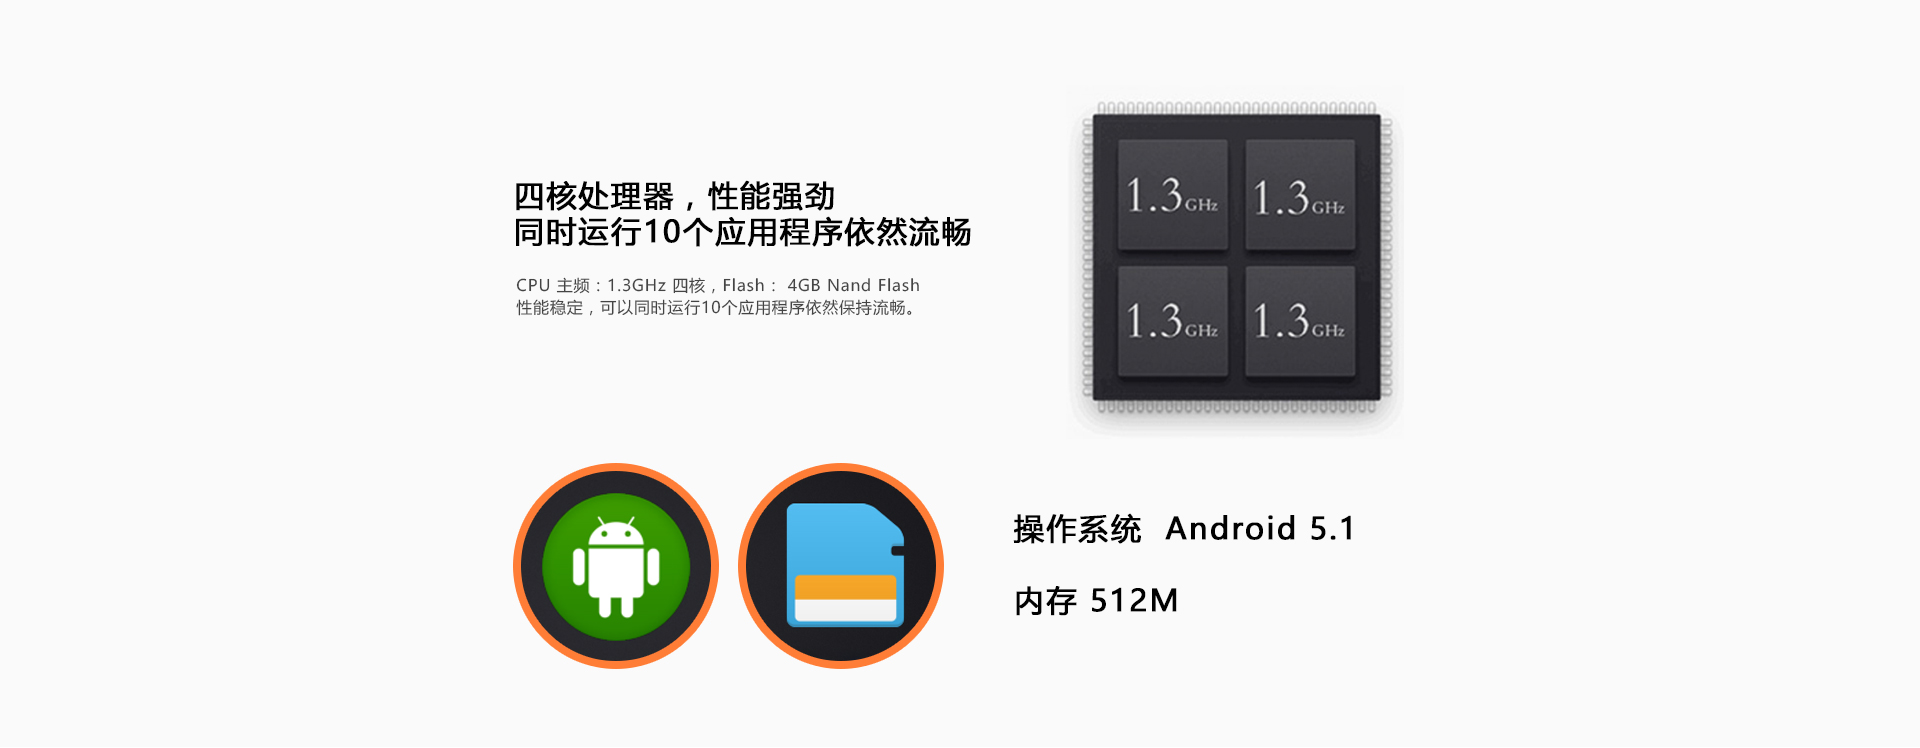 四核处理器，性能强劲
同时运行10个应用程序依然流畅
CPU 主频：1.3GHz 四核，Flash： 4GB Nand Flash
性能稳定，可以同时运行10个应用程序依然保持流畅。
1.3GHz 1.3GHz
1.3GHz 1.3GHz
操作系统 Android 5.1
内存 512M